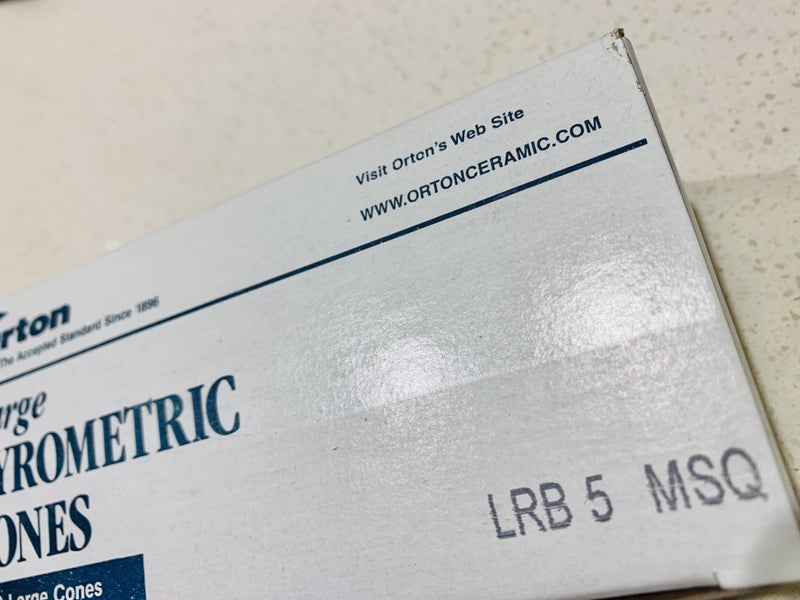 Visit Orton's Web Site
WWW.ORTONCERAMIC.COM
rton
The Accepted Standard Since 1896
arge
YROMETRIC
ONES
Large Cones
LRB 5 MSQ